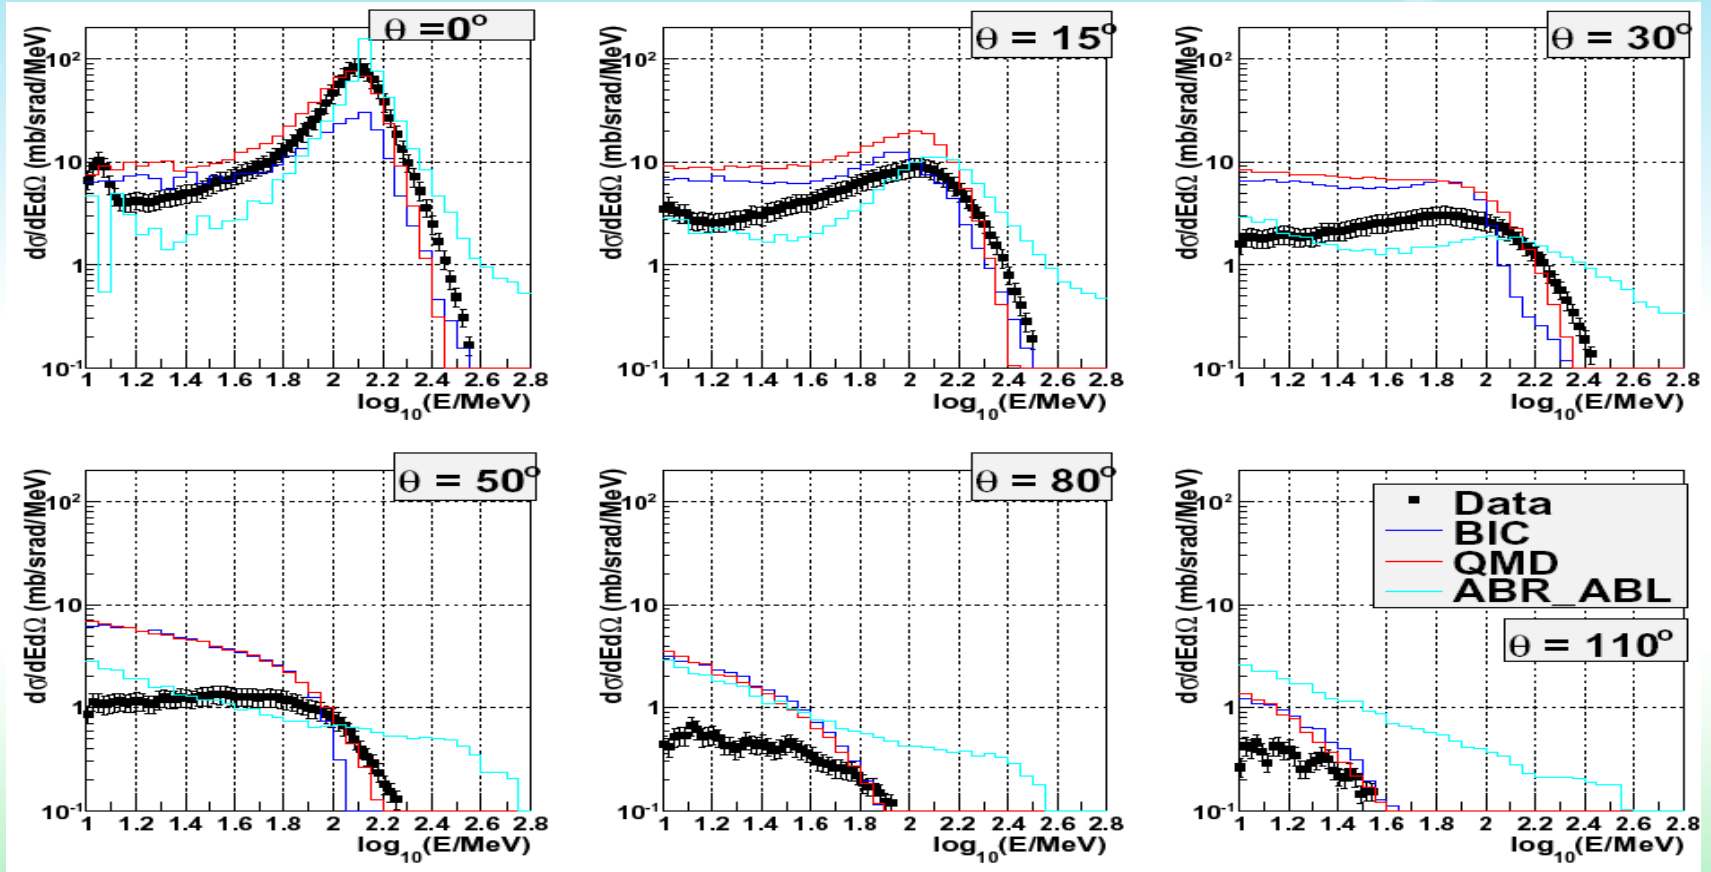 θ =0°
dσ/dEdΩ (mb/srad/MeV)
10²
10
1
10⁻¹
1 1.2 1.4 1.6 1.8 2 2.2 2.4 2.6 2.8
log₁₀(E/MeV)
θ = 15°
dσ/dEdΩ (mb/srad/MeV)
10²
10
1
10⁻¹
1 1.2 1.4 1.6 1.8 2 2.2 2.4 2.6 2.8
log₁₀(E/MeV)
θ = 30°
dσ/dEdΩ (mb/srad/MeV)
10²
10
1
10⁻¹
1 1.2 1.4 1.6 1.8 2 2.2 2.4 2.6 2.8
log₁₀(E/MeV)
θ = 50°
dσ/dEdΩ (mb/srad/MeV)
10²
10
1
10⁻¹
1 1.2 1.4 1.6 1.8 2 2.2 2.4 2.6 2.8
log₁₀(E/MeV)
θ = 80°
dσ/dEdΩ (mb/srad/MeV)
10²
10
1
10⁻¹
1 1.2 1.4 1.6 1.8 2 2.2 2.4 2.6 2.8
log₁₀(E/MeV)
Data
BIC
QMD
ABR_ABL
θ = 110°
dσ/dEdΩ (mb/srad/MeV)
10²
10
1
10⁻¹
1 1.2 1.4 1.6 1.8 2 2.2 2.4 2.6 2.8
log₁₀(E/MeV)